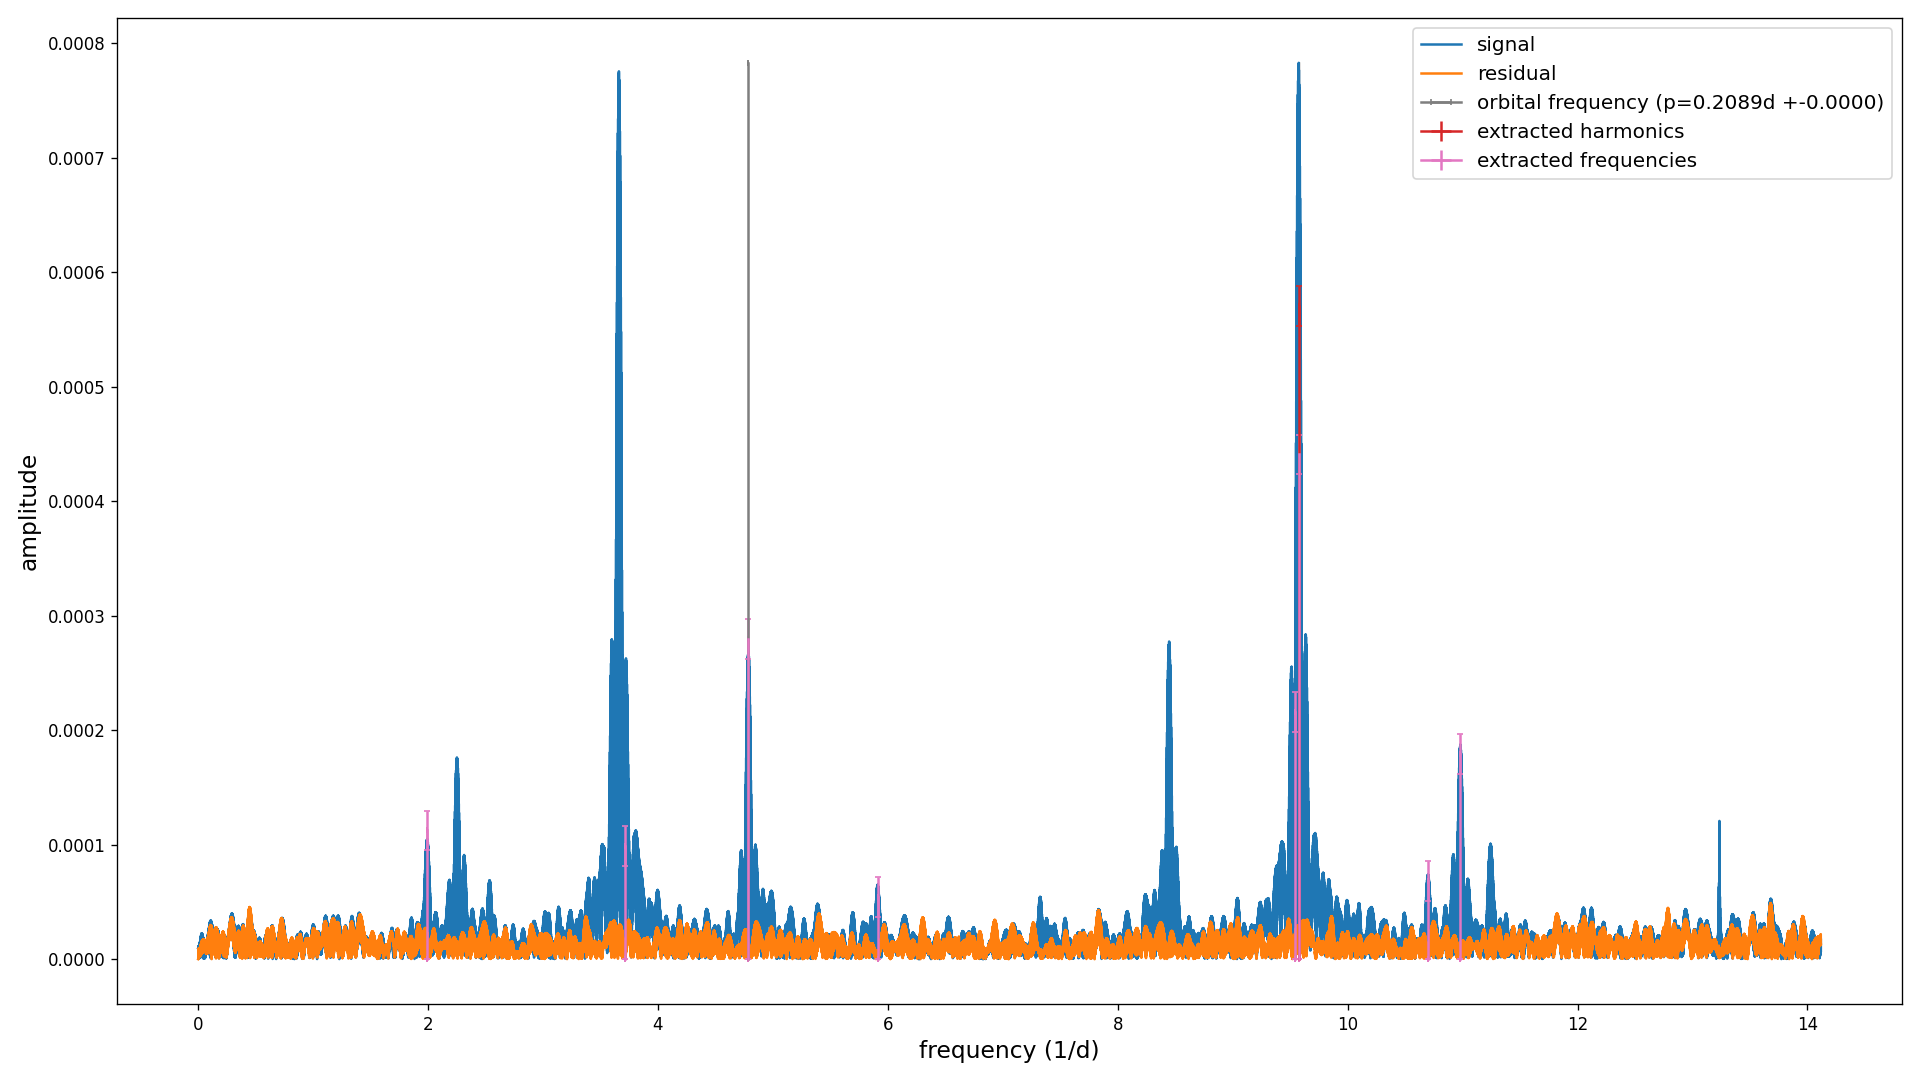 0.0008
0.0007
0.0006
0.0005
0.0004
0.0003
0.0002
0.0001
0.0000
amplitude
0 2 4 6 8 10 12 14
frequency (1/d)
signal
residual
orbital frequency (p=0.2089d +-0.0000)
extracted harmonics
extracted frequencies